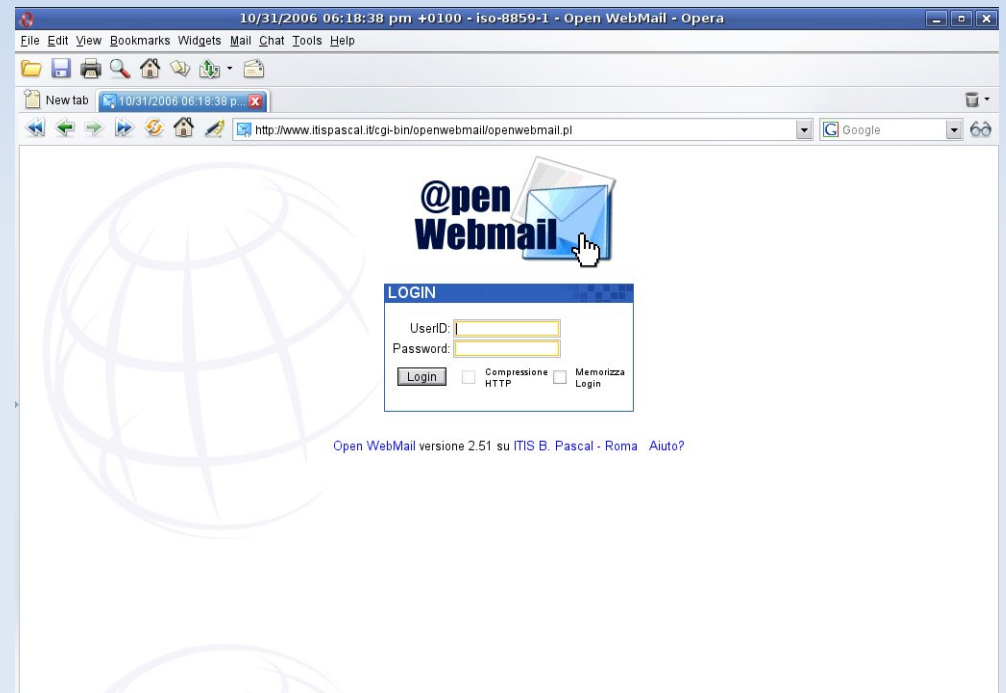 10/31/2006 06:18:38 pm +0100 - iso-8859-1 - Open WebMail - Opera
File Edit View Bookmarks Widgets Mail Chat Tools Help
New tab 10/31/2006 06:18:38 p...
http://www.itispascal.it/cgi-bin/openwebmail/openwebmail.pl G Google
@pen
Webmail
LOGIN
UserID:
Password:
Login Compressione HTTP Memorizza Login
Open WebMail versione 2.51 su ITIS B. Pascal - Roma Aiuto?